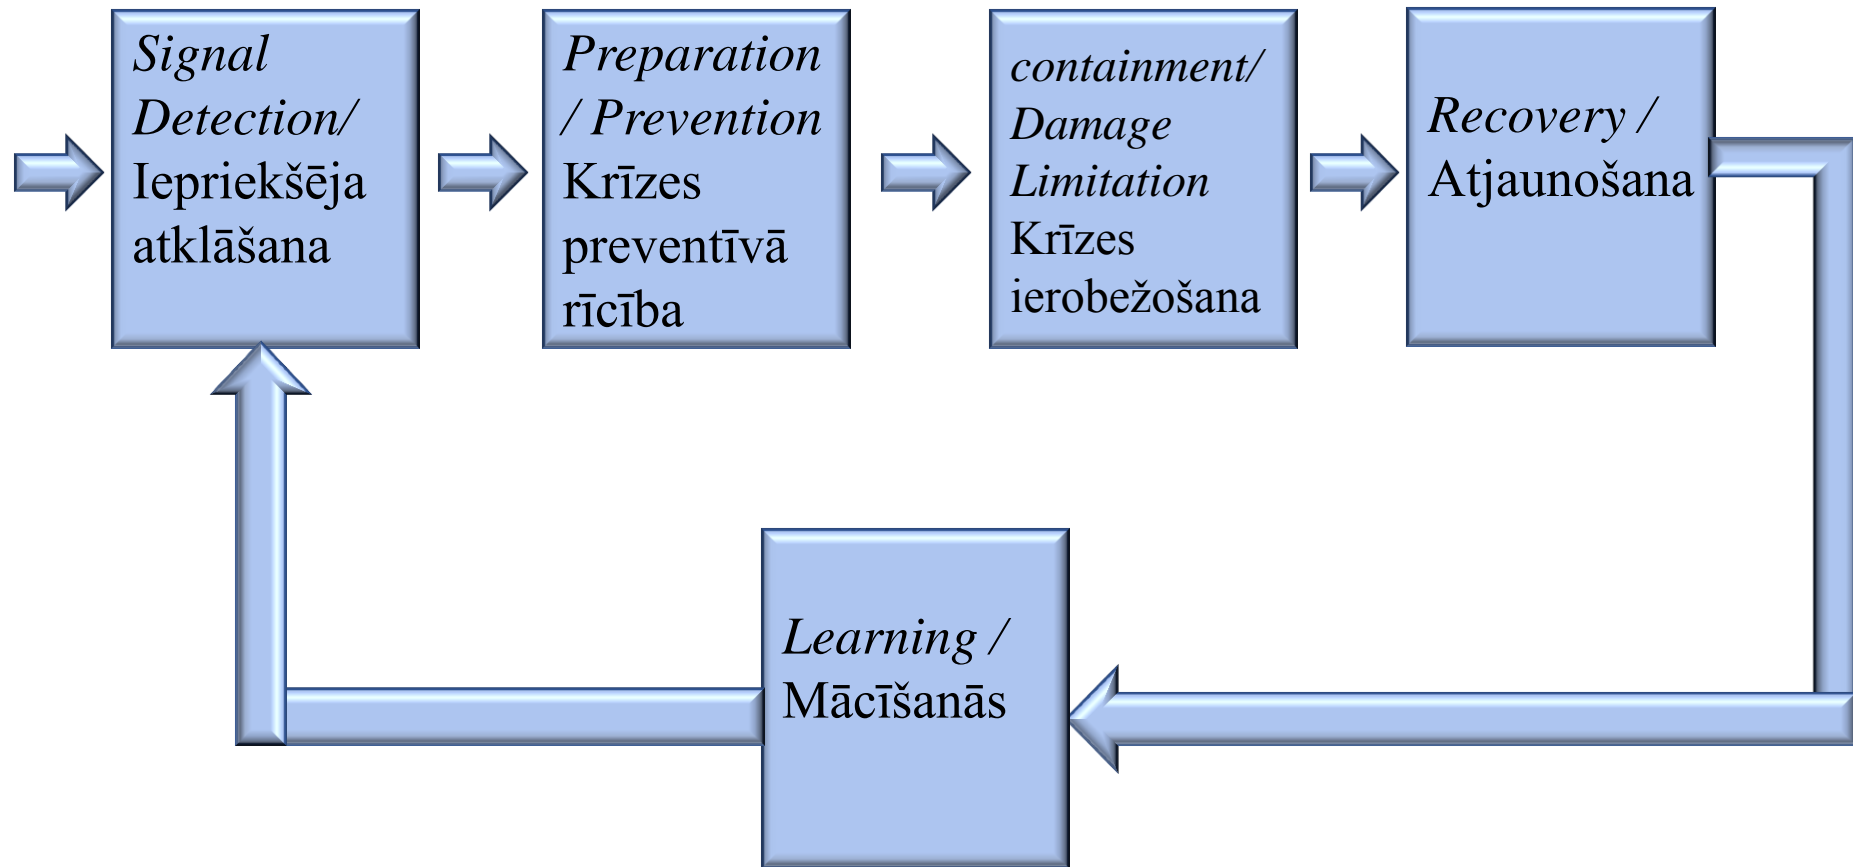 Signal
Detection/
Iepriekšēja
atklāšana
Preparation
/ Prevention
Krīzes
preventīvā
rīcība
containment/
Damage
Limitation
Krīzes
ierobežošana
Recovery /
Atjaunošana
Learning /
Mācīšanās